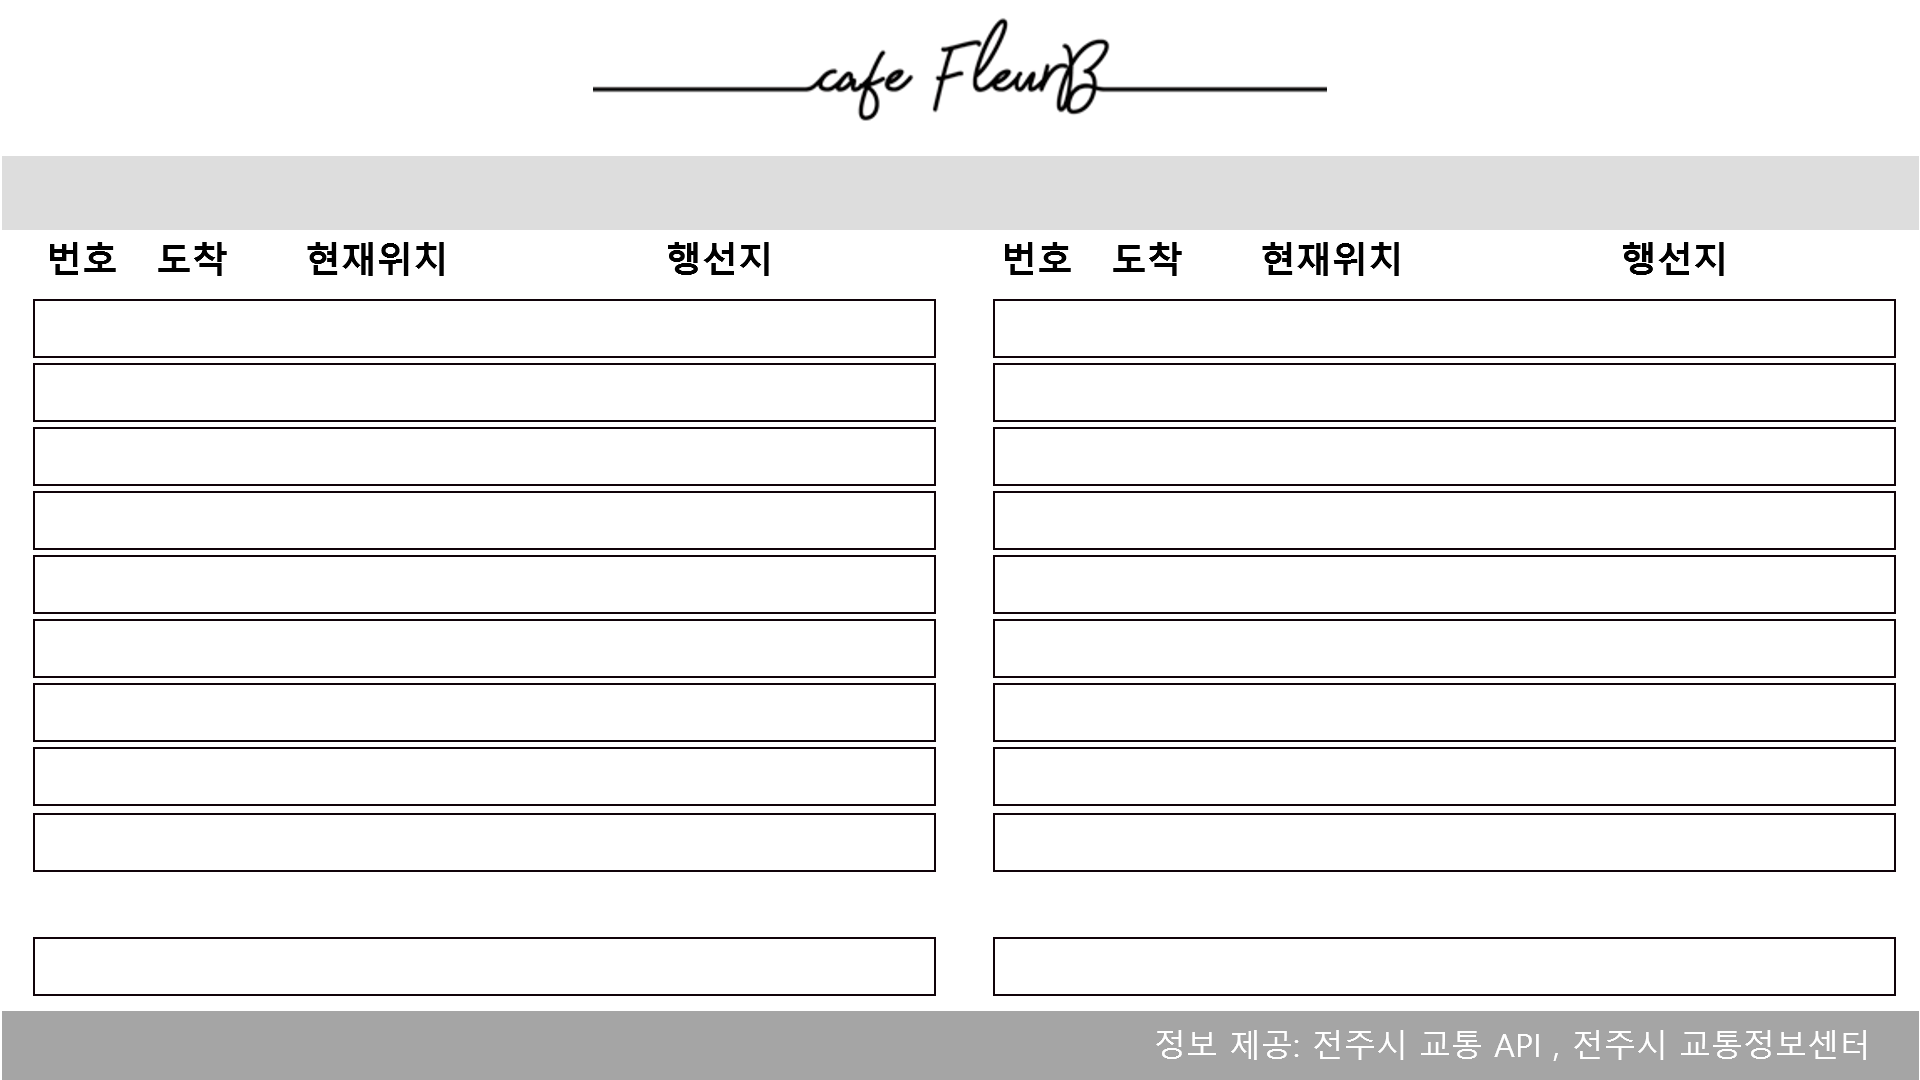 cafe FleurB
번호 도착 현재위치 행선지 번호 도착 현재위치 행선지
정보 제공: 전주시 교통 API , 전주시 교통정보센터